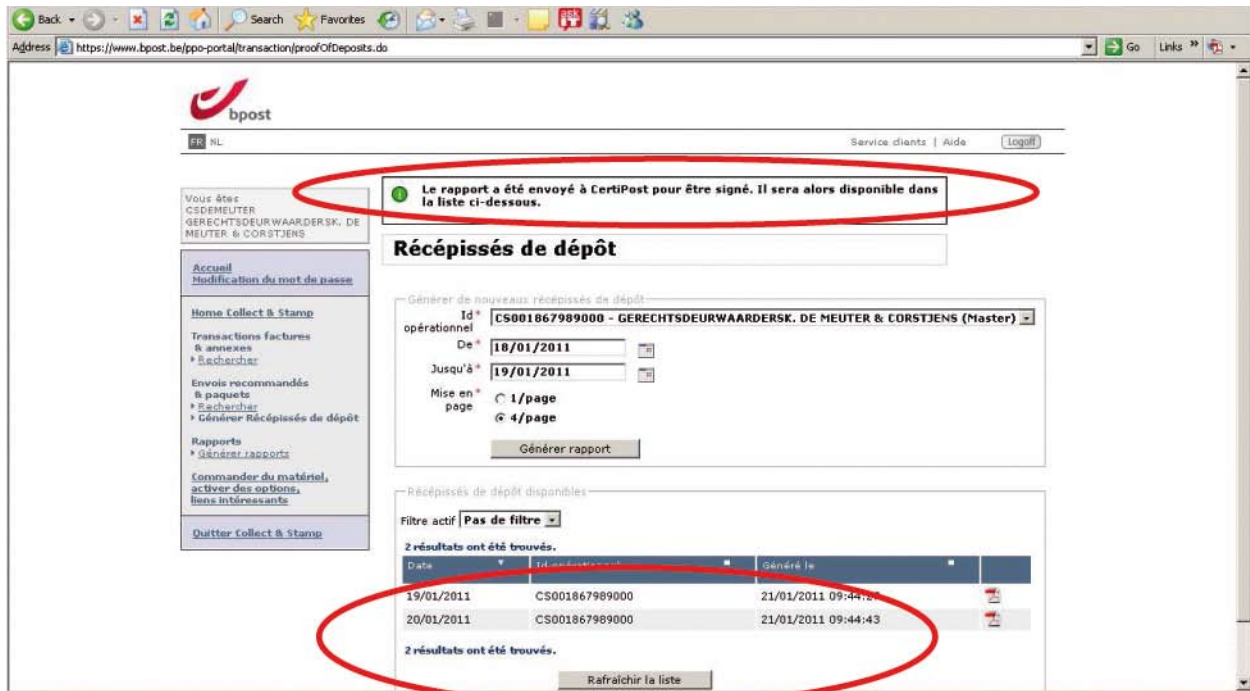 Back
Search
Favorites
Address https://www.bpost.be/ppo-portal/transaction/proofOfDeposits.do
Go
Links »
bpost
FR NL
Service clients | Aide
Logoff
Vous êtes
CSDEMEUTER
GERECHTSDEURWAARDERSK. DE
MEUTER & CORSTJENS
Le rapport a été envoyé à CertiPost pour être signé. Il sera alors disponible dans
la liste ci-dessous.
Récépissés de dépôt
Accueil
Modification du mot de passe
Home Collect & Stamp
Transactions factures
& annexes
Rechercher
Envois recommandés
& paquets
Rechercher
Générer Récépissés de dépôt
Rapports
Générer rapports
Commander du matériel,
activer des options,
liens intéressants
Quitter Collect & Stamp
Générer de nouveaux récépissés de dépôt
Id *
opérationnel
CS001867989000 - GERECHTSDEURWAARDERSK. DE MEUTER & CORSTJENS (Master)
De * 18/01/2011
Jusqu'à * 19/01/2011
Mise en *
page
1/page
4/page
Générer rapport
Récépissés de dépôt disponibles
Filtre actif Pas de filtre
2 résultats ont été trouvés.
Date Id opérationnel Généré le
19/01/2011 CS001867989000 21/01/2011
20/01/2011 CS001867989000 21/01/2011 09:44:43
2 résultats ont été trouvés.
Rafraîchir la liste